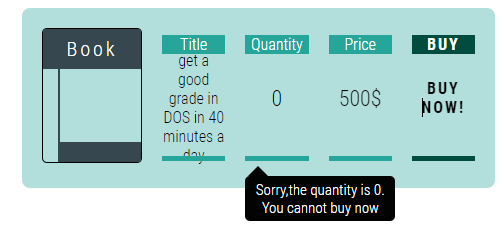 Book
Title
get a
good
grade in
DOS in 40
minutes a
day
Quantity
0
Price
500$
BUY
BUY
NOW!
Sorry,the quantity is 0.
You cannot buy now